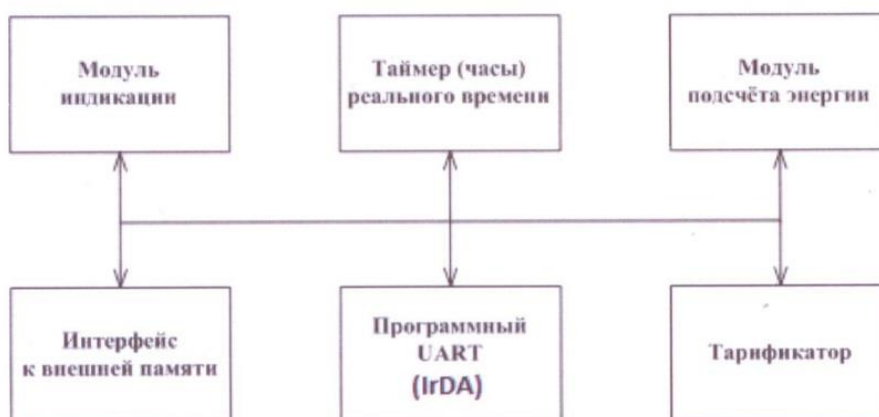 Модуль
индикации
Таймер (часы)
реального времени
Модуль
подсчёта энергии
Интерфейс
к внешней памяти
Программный
UART
(IrDA)
Тарификатор